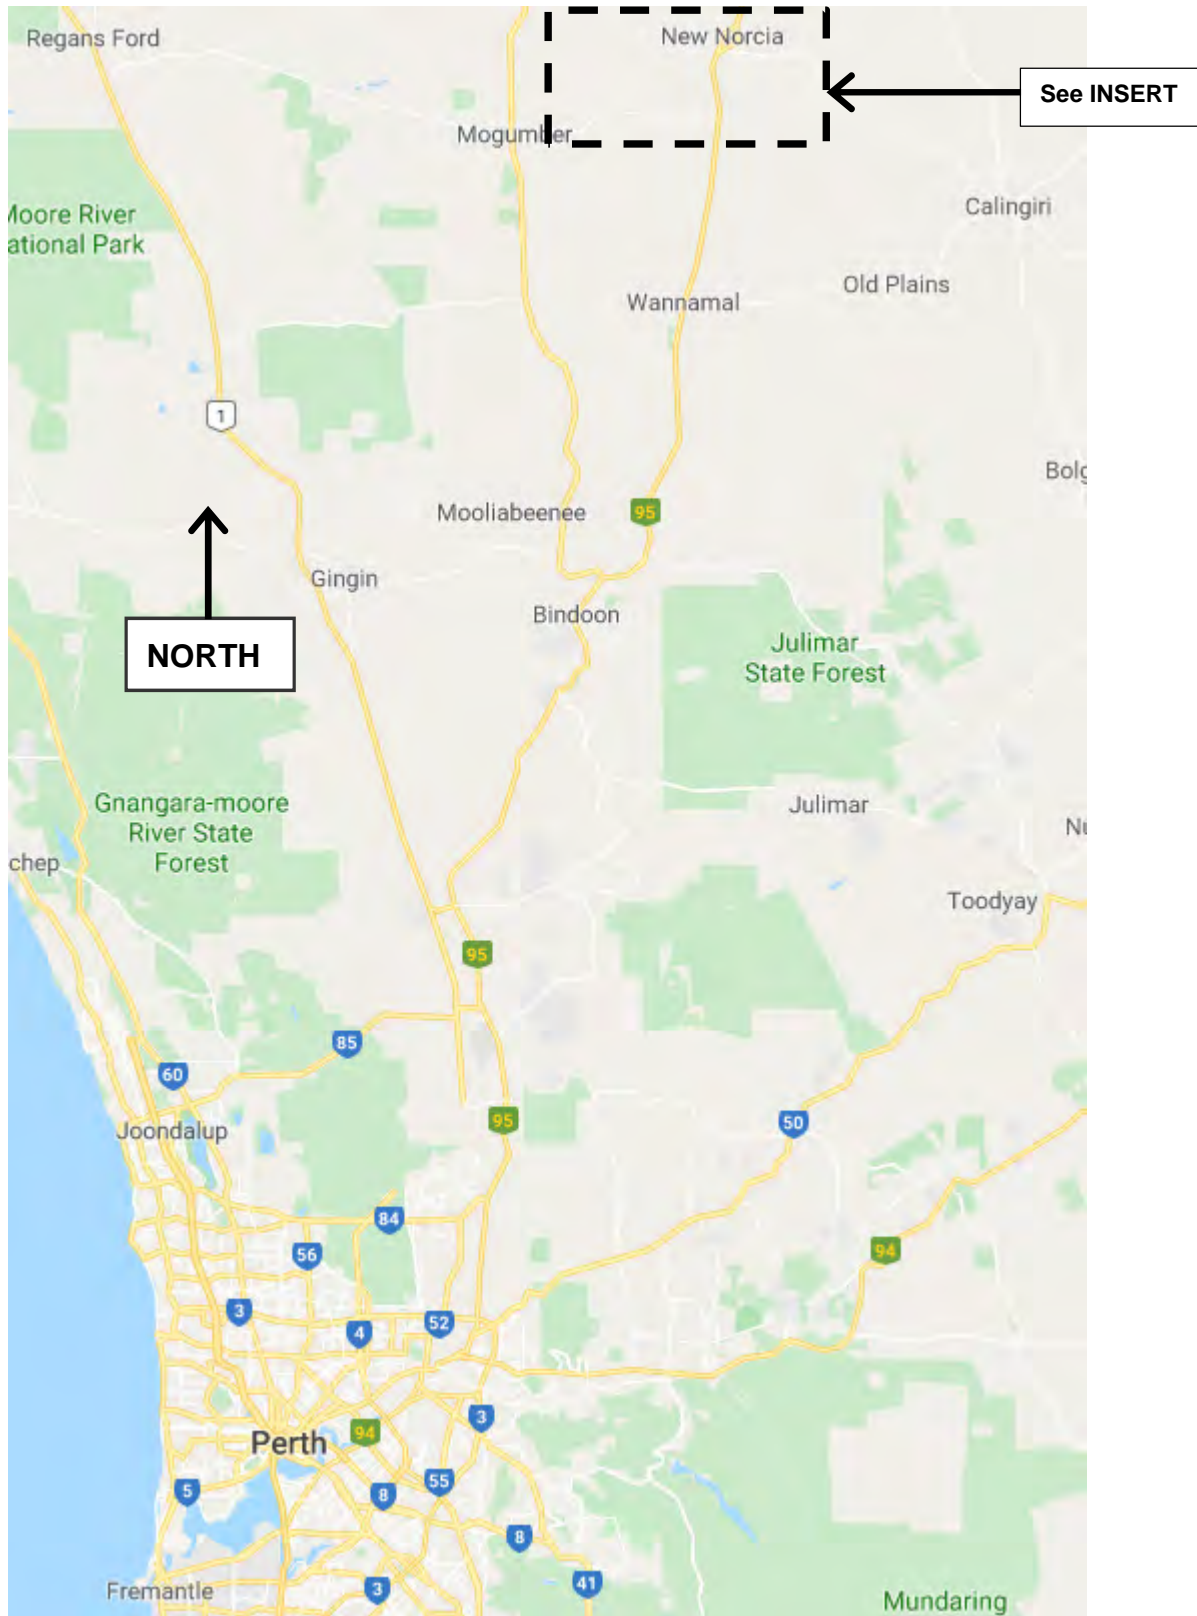 Regans Ford
New Norcia
See INSERT
Mogumber
Moore River
ational Park
Calingiri
Old Plains
Wannamal
1
Bolg
Mooliabeenee
95
Gingin
Bindoon
NORTH
Julimar
State Forest
Gnangara-moore
River State
Forest
Julimar
Nu
chep
Toodyay
95
85
60
95
50
Joondalup
84
56
94
3
52
4
3
94
Perth
55
5
8
8
41
3
Fremantle
Mundaring